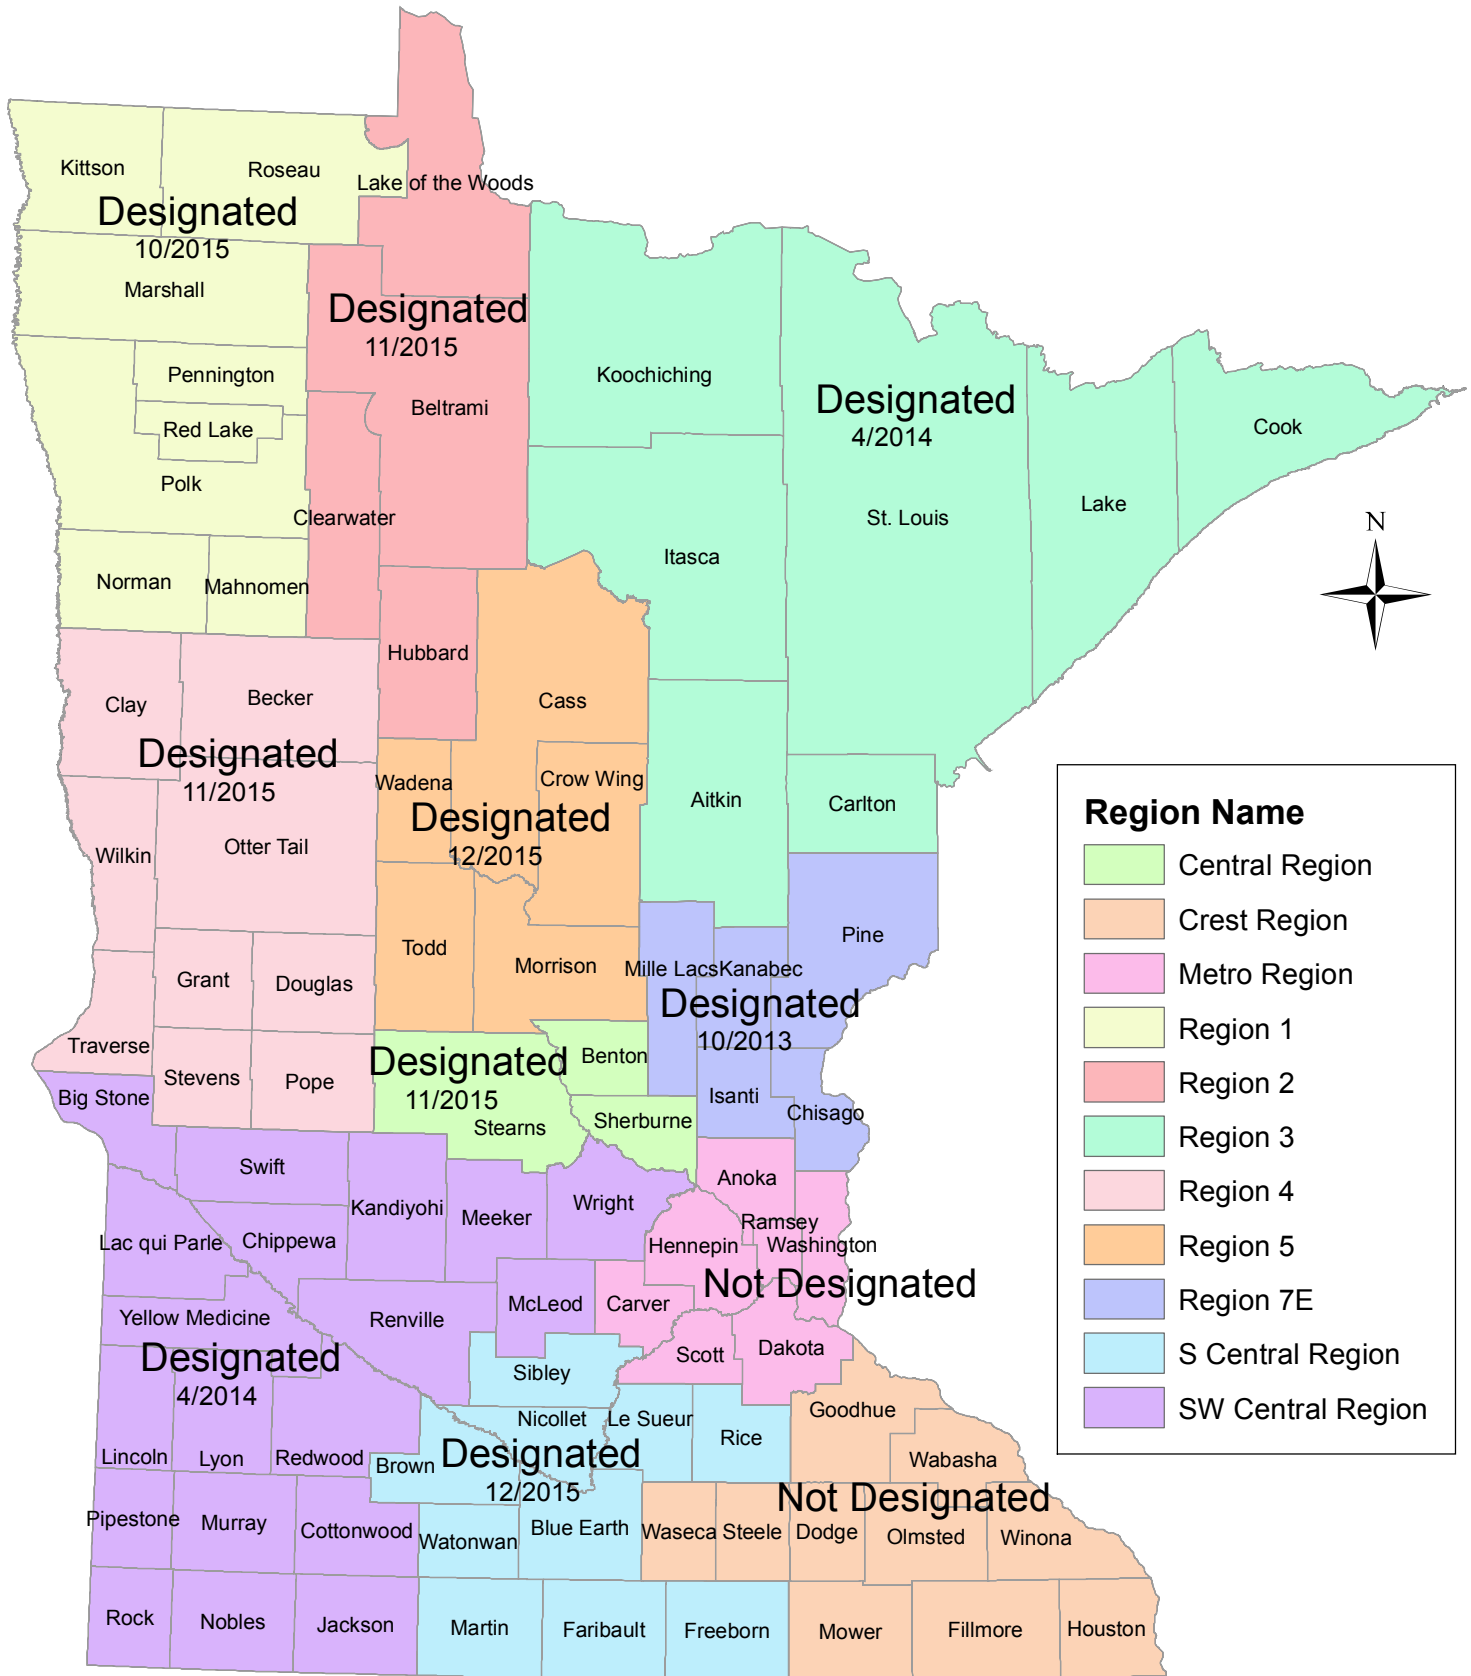 Kittson
Roseau
Lake of the Woods
Designated
10/2015
Marshall
Designated
11/2015
Pennington
Koochiching
Beltrami
Designated
4/2014
Cook
Red Lake
Polk
Clearwater
St. Louis
Lake
N
Itasca
Norman
Mahnomen
Hubbard
Clay
Becker
Cass
Designated
11/2015
Wadena
Crow Wing
Designated
12/2015
Aitkin
Carlton
Wilkin
Otter Tail
Todd
Morrison
Pine
Mille Lacs
Kanabec
Designated
10/2013
Grant
Douglas
Traverse
Stevens
Pope
Designated
11/2015
Stearns
Benton
Sherburne
Isanti
Chisago
Big Stone
Swift
Kandiyohi
Meeker
Wright
Anoka
Ramsey
Washington
Hennepin
Not Designated
Lac qui Parle
Chippewa
Yellow Medicine
Renville
McLeod
Carver
Scott
Dakota
Designated
4/2014
Sibley
Nicollet
Le Sueur
Rice
Goodhue
Wabasha
Lincoln
Lyon
Redwood
Brown
Designated
12/2015
Not Designated
Pipestone
Murray
Cottonwood
Watonwan
Blue Earth
Waseca
Steele
Dodge
Olmsted
Winona
Rock
Nobles
Jackson
Martin
Faribault
Freeborn
Mower
Fillmore
Houston
Region Name
Central Region
Crest Region
Metro Region
Region 1
Region 2
Region 3
Region 4
Region 5
Region 7E
S Central Region
SW Central Region